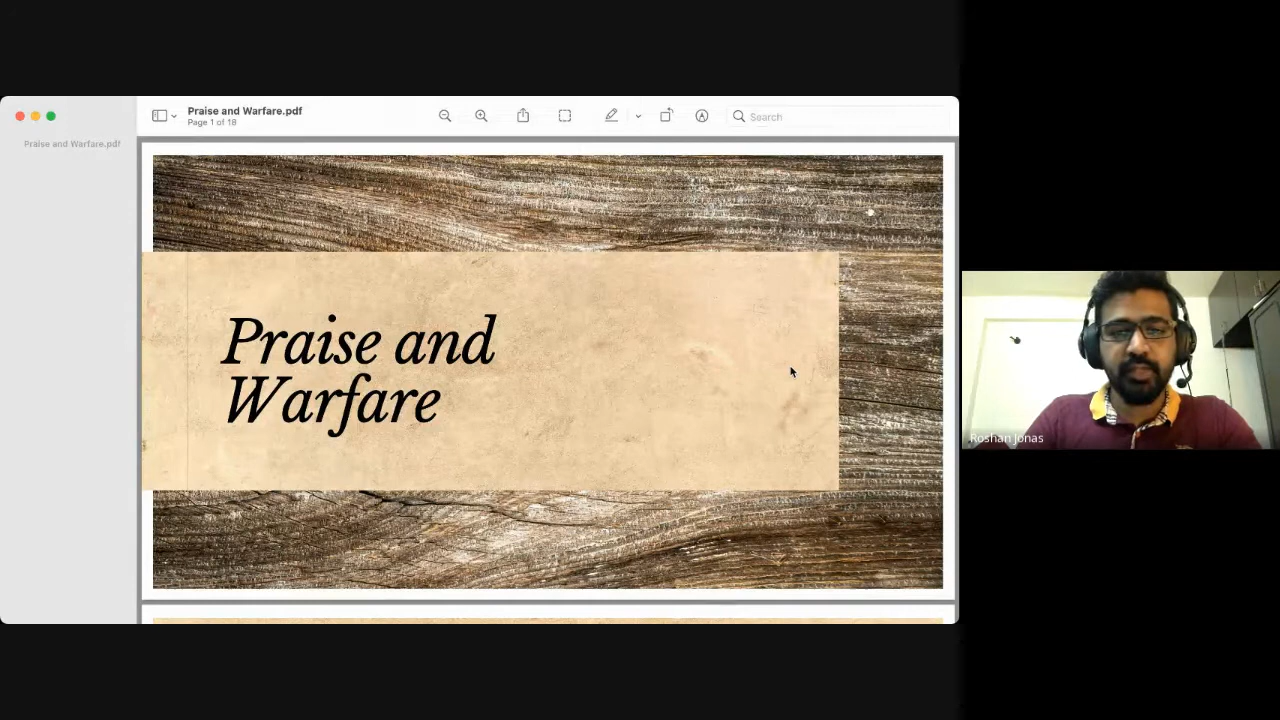 Praise and Warfare.pdf
Page 1 of 18
Search
Praise and Warfare.pdf
Praise and
Warfare
Roshan Jonas